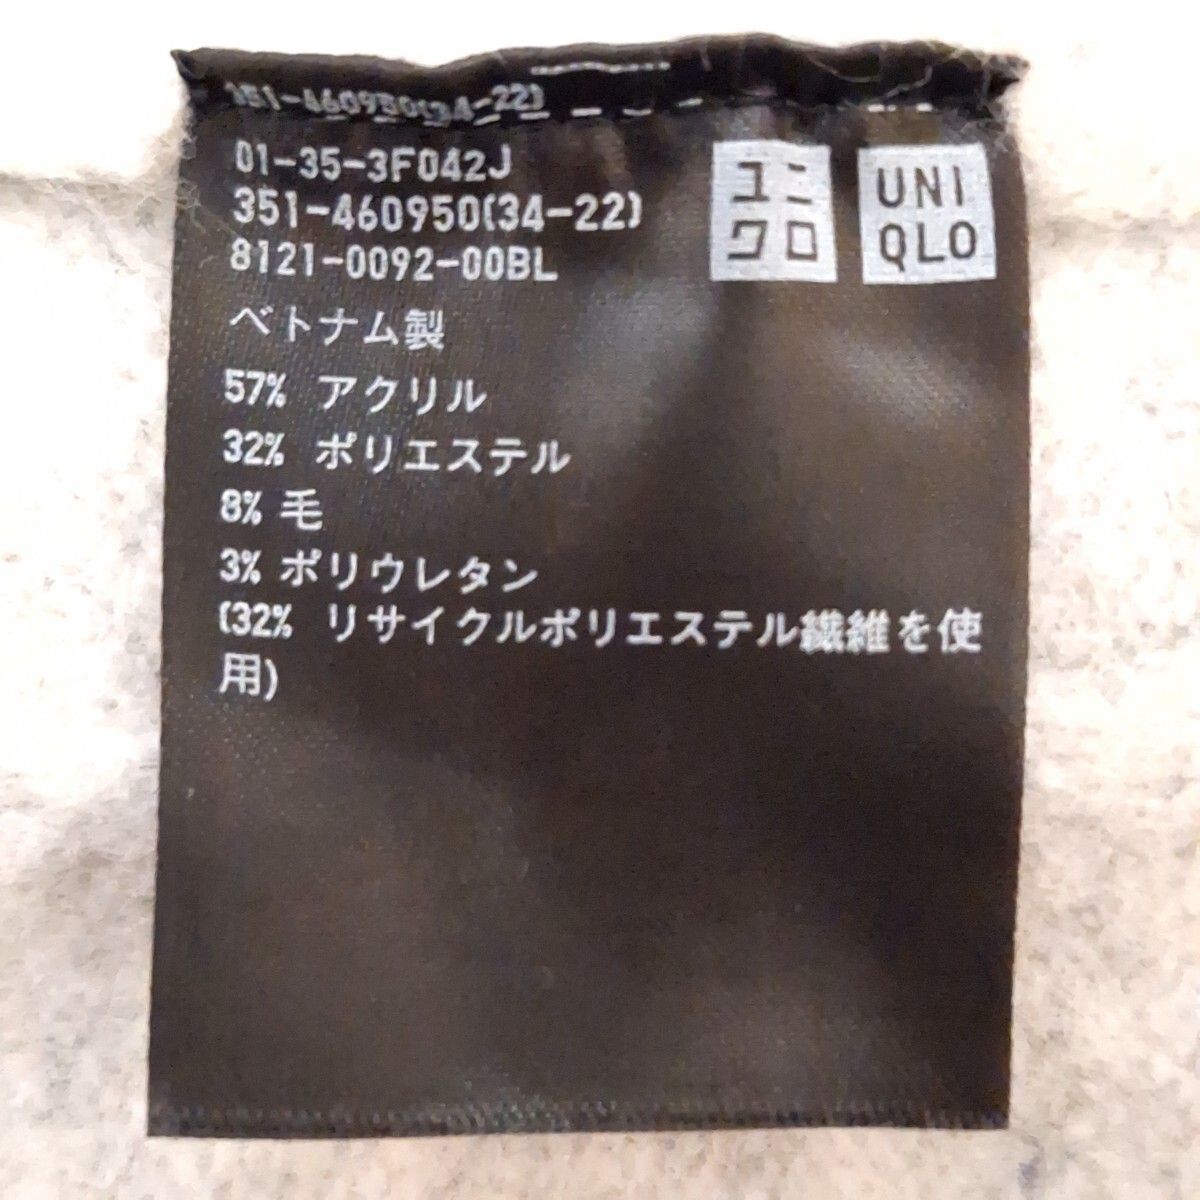 351-460950(34-22)
01-35-3F042J
351-460950(34-22)
8121-0092-00BL
ユニ
クロ
UNI
QLO
ベトナム製
57% アクリル
32% ポリエステル
8% 毛
3% ポリウレタン
(32% リサイクルポリエステル繊維を使
用)